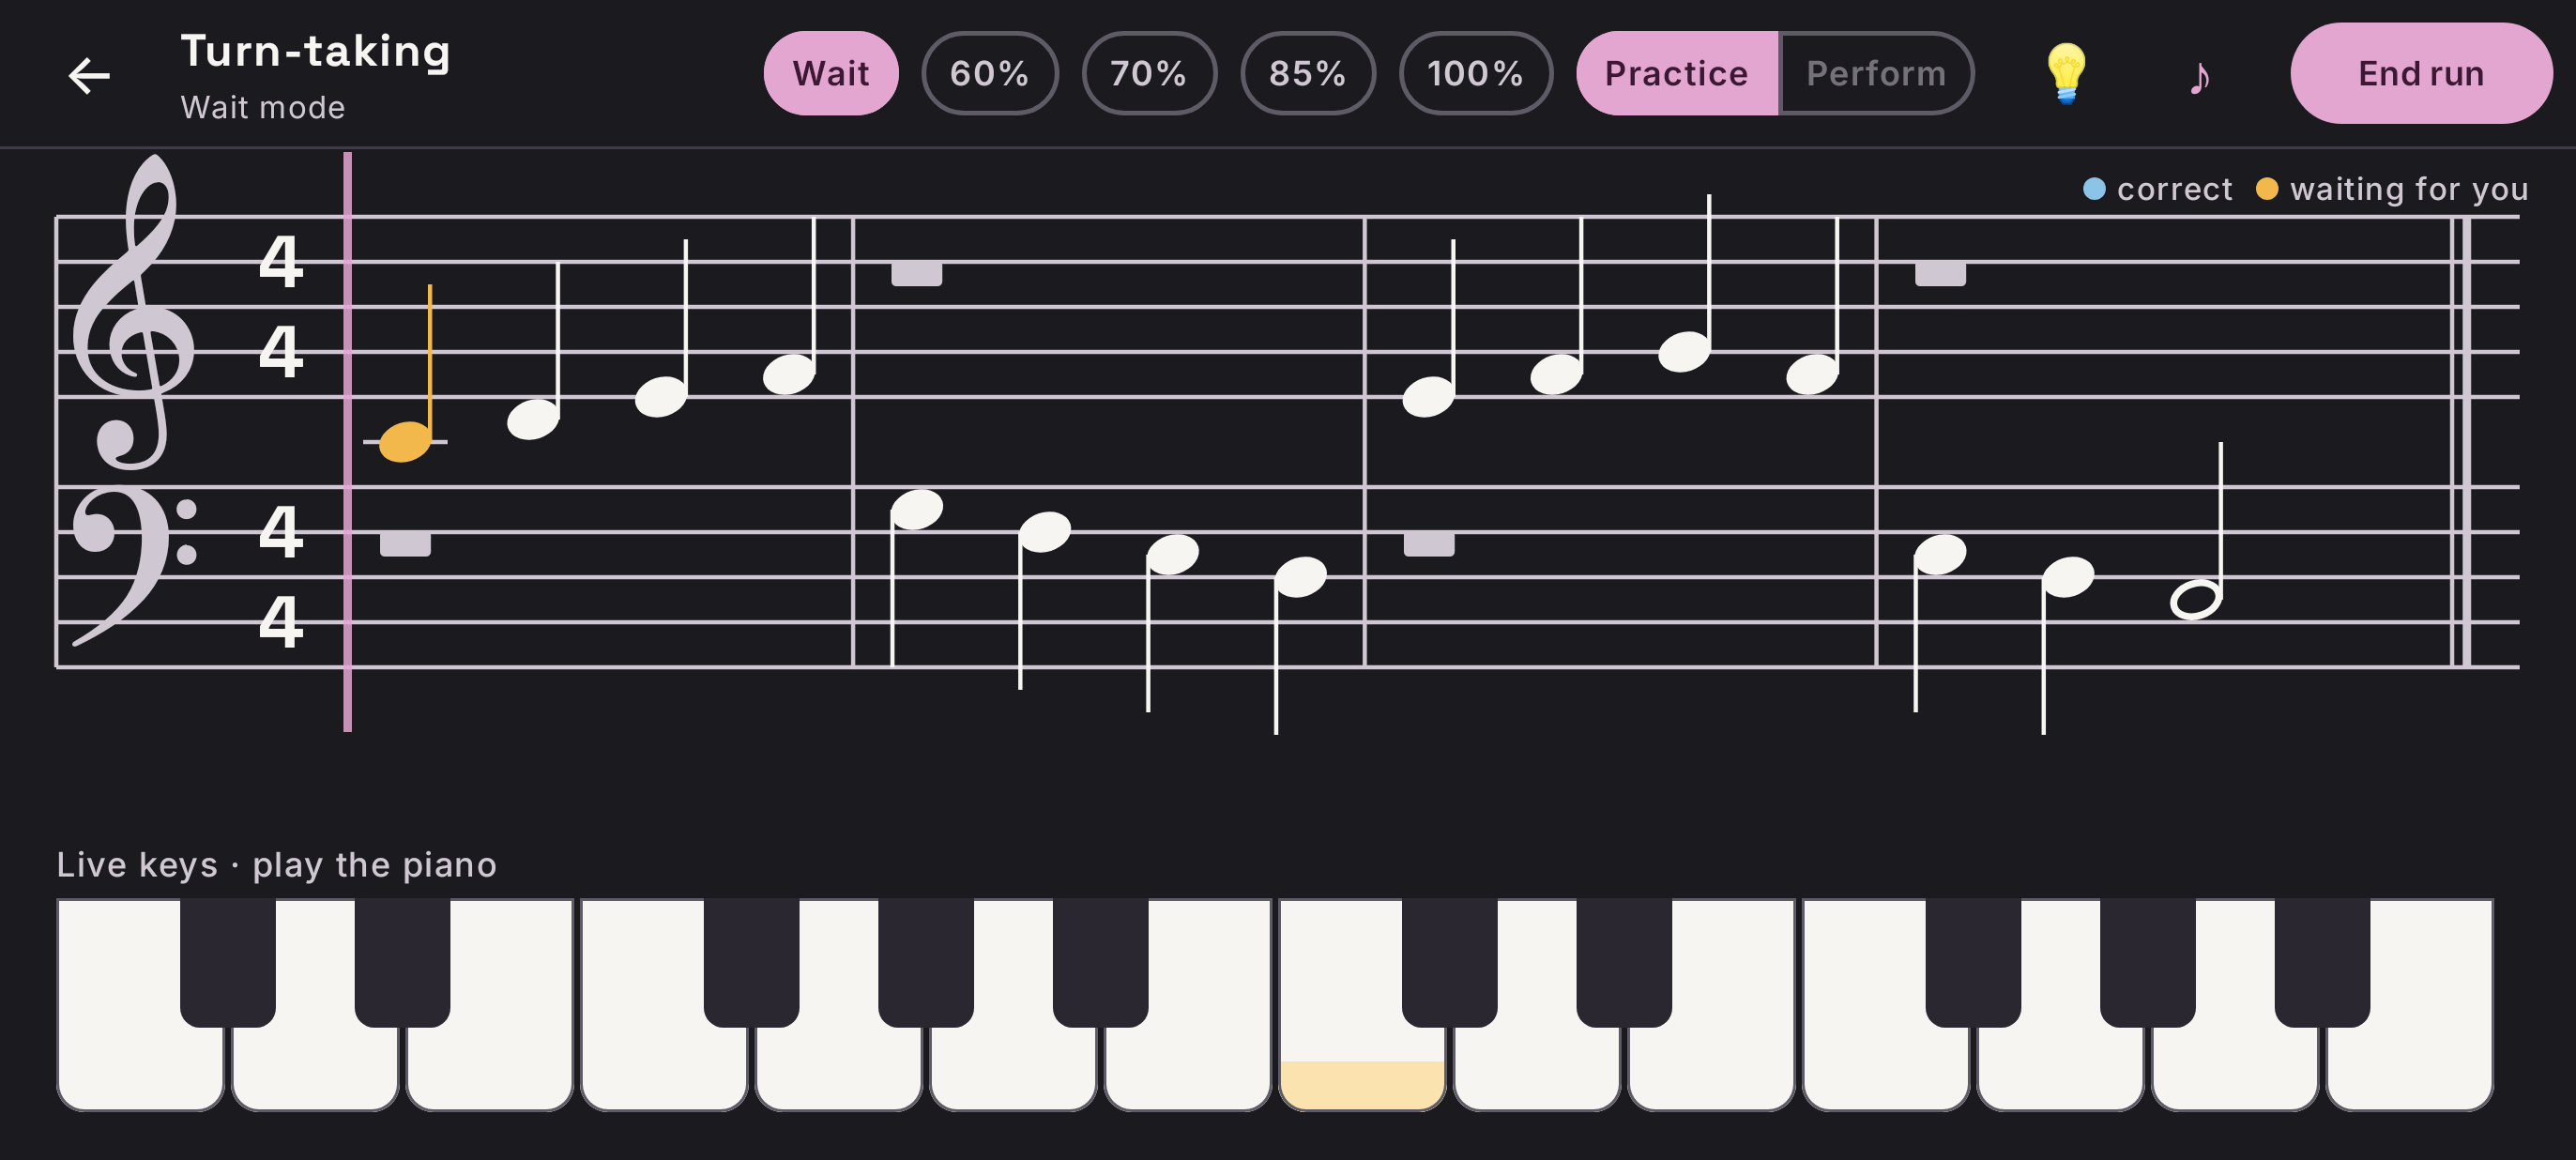 Turn-taking
Wait mode
Wait 60% 70% 85% 100% Practice Perform End run
correct waiting for you
4
4
4
4
Live keys · play the piano